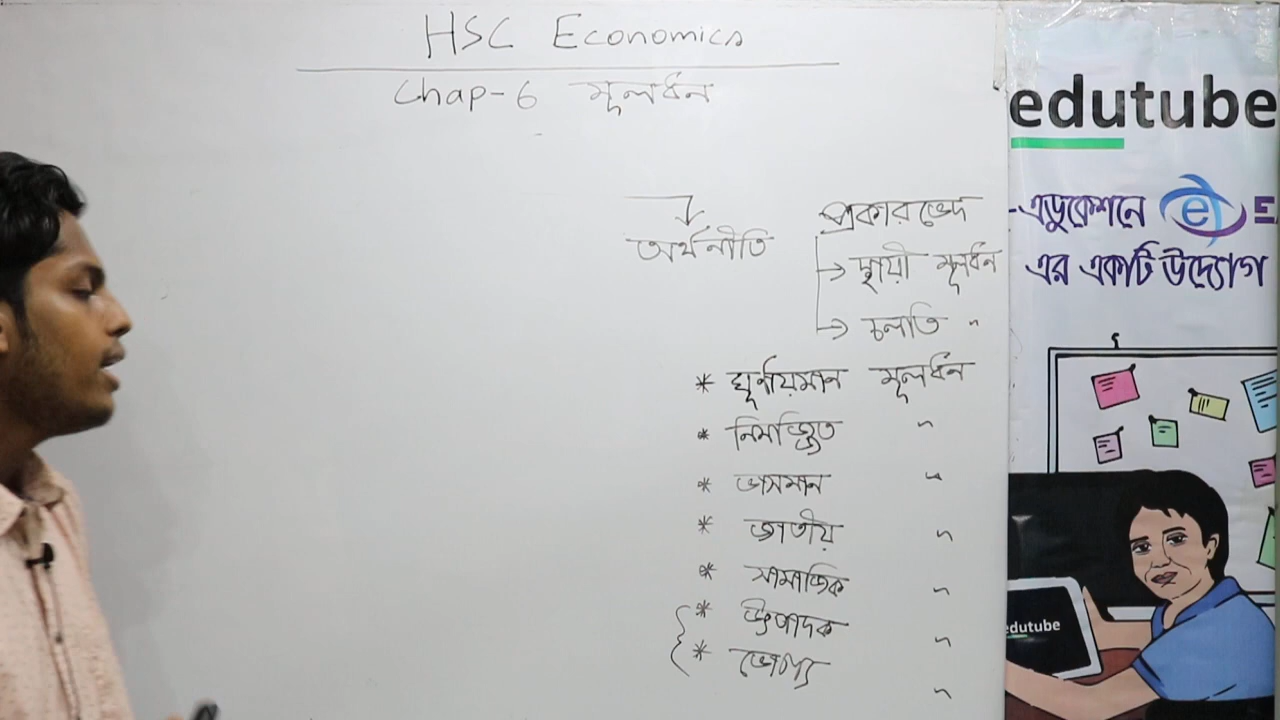 HSC Economics
Chap-6 মূলধন
অর্থনীতি
প্রকারভেদ
→ স্থায়ী মূলধন
→ চলতি "
* ঘূর্ণায়মান মূলধন
* নিমজ্জিত "
* ভাসমান "
* জাতীয় "
* সামাজিক "
* উৎপাদক "
* ভোগ্য "
edutube
-এডুকেশনে e E
এর একটি উদ্যোগ
edutube